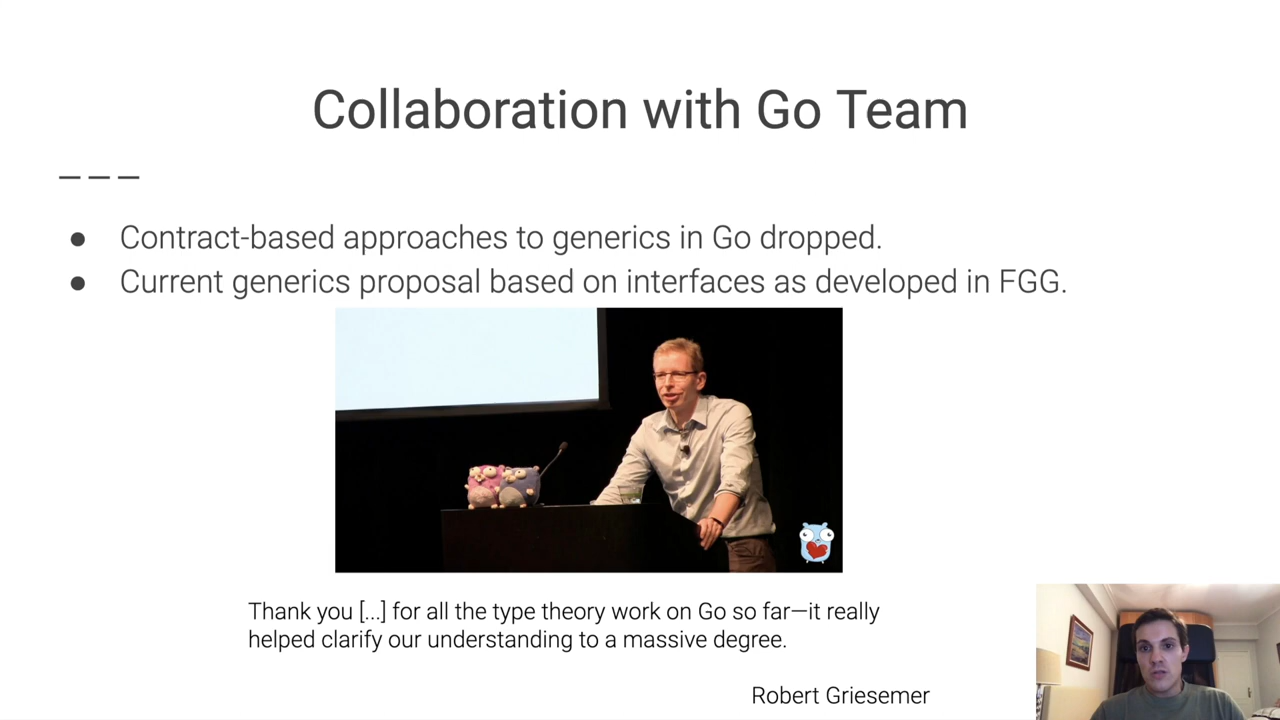 Collaboration with Go Team
● Contract-based approaches to generics in Go dropped.
● Current generics proposal based on interfaces as developed in FGG.
Thank you [...] for all the type theory work on Go so far—it really
helped clarify our understanding to a massive degree.
Robert Griesemer